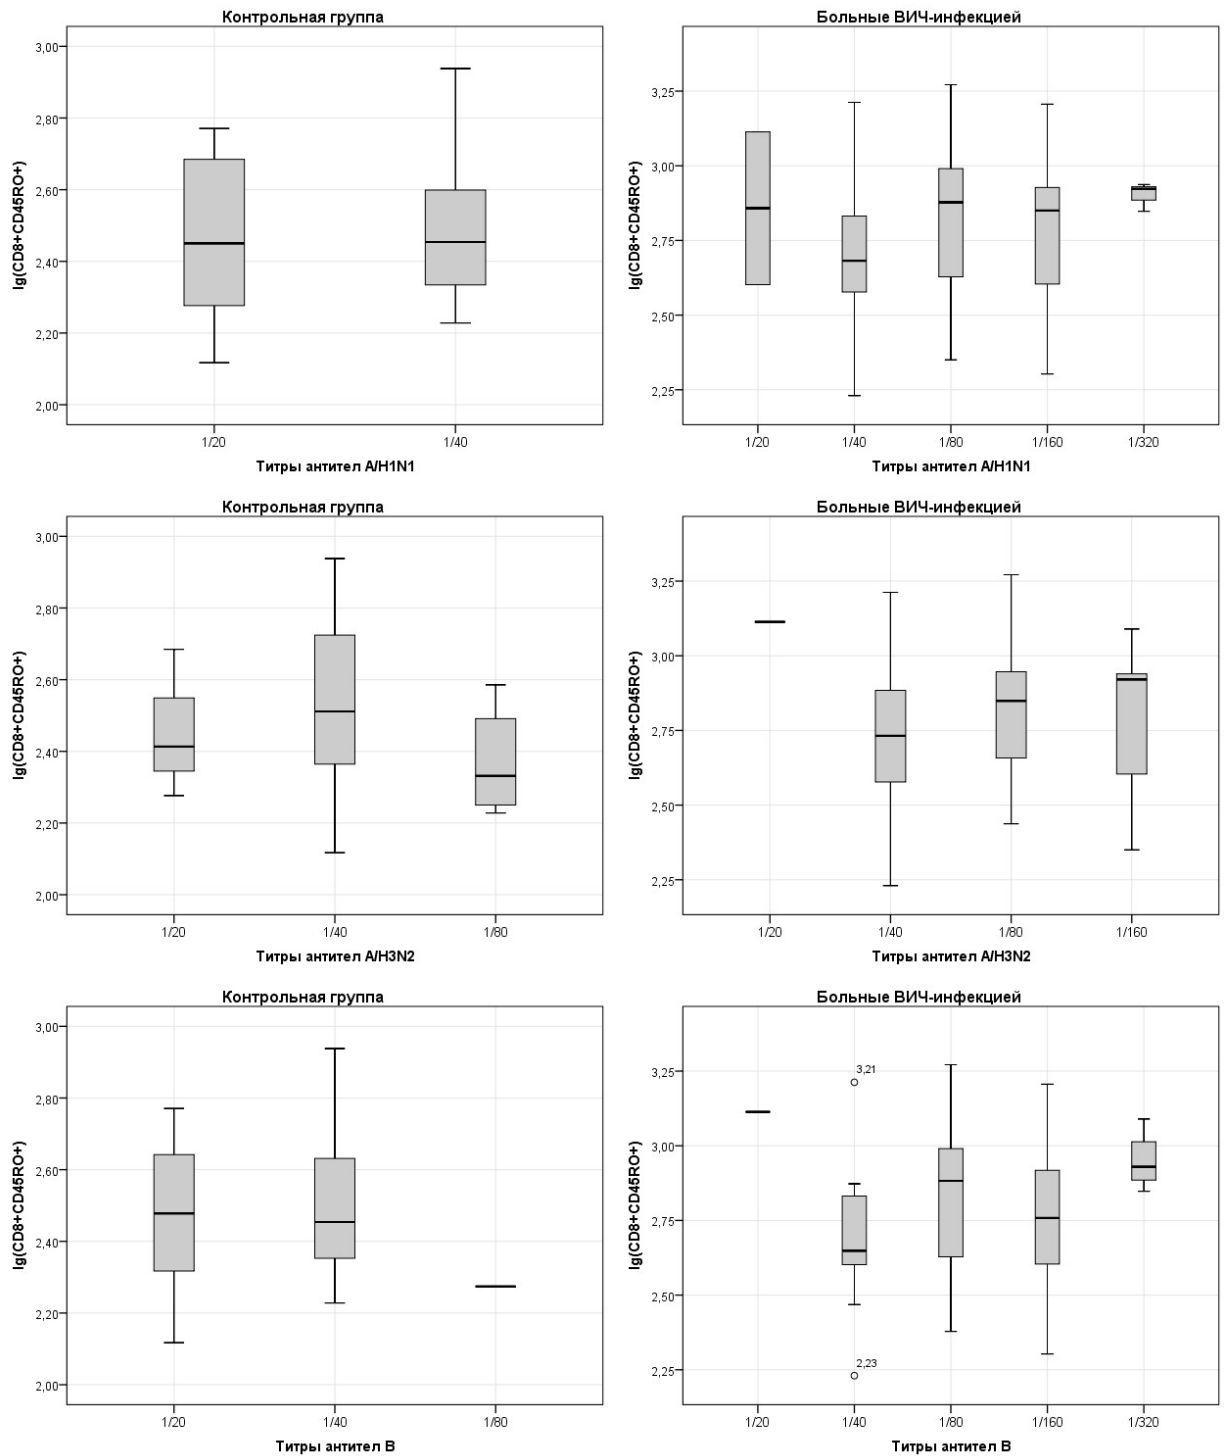 Контрольная группа
3,00
2,80
2,60
2,40
2,20
2,00
lg(CD8+CD45RO+)
1/20 1/40
Титры антител A/H1N1
Больные ВИЧ-инфекцией
3,25
3,00
2,75
2,50
2,25
lg(CD8+CD45RO+)
1/20 1/40 1/80 1/160 1/320
Титры антител A/H1N1
Контрольная группа
3,00
2,80
2,60
2,40
2,20
2,00
lg(CD8+CD45RO+)
1/20 1/40 1/80
Титры антител A/H3N2
Больные ВИЧ-инфекцией
3,25
3,00
2,75
2,50
2,25
lg(CD8+CD45RO+)
1/20 1/40 1/80 1/160
Титры антител A/H3N2
Контрольная группа
3,00
2,80
2,60
2,40
2,20
2,00
lg(CD8+CD45RO+)
1/20 1/40 1/80
Титры антител B
Больные ВИЧ-инфекцией
3,25
3,00
2,75
2,50
2,25
lg(CD8+CD45RO+)
3,21
2,23
1/20 1/40 1/80 1/160 1/320
Титры антител B